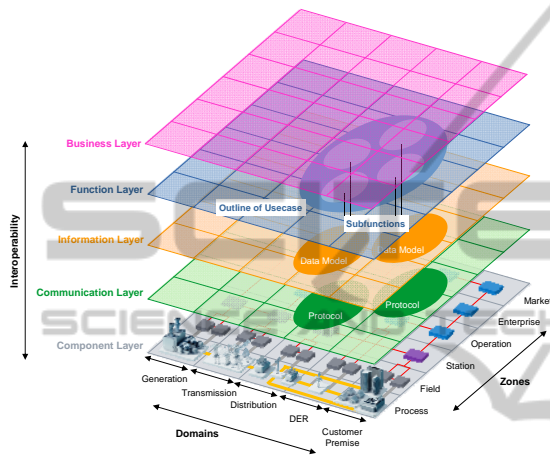 Business Layer
Function Layer
Outline of Usecase
Subfunctions
Information Layer
Data Model
Data Model
Interoperability
Communication Layer
Protocol
Protocol
Component Layer
Market
Enterprise
Operation
Station
Field
Process
Zones
Generation
Transmission
Distribution
DER
Customer
Premise
Domains